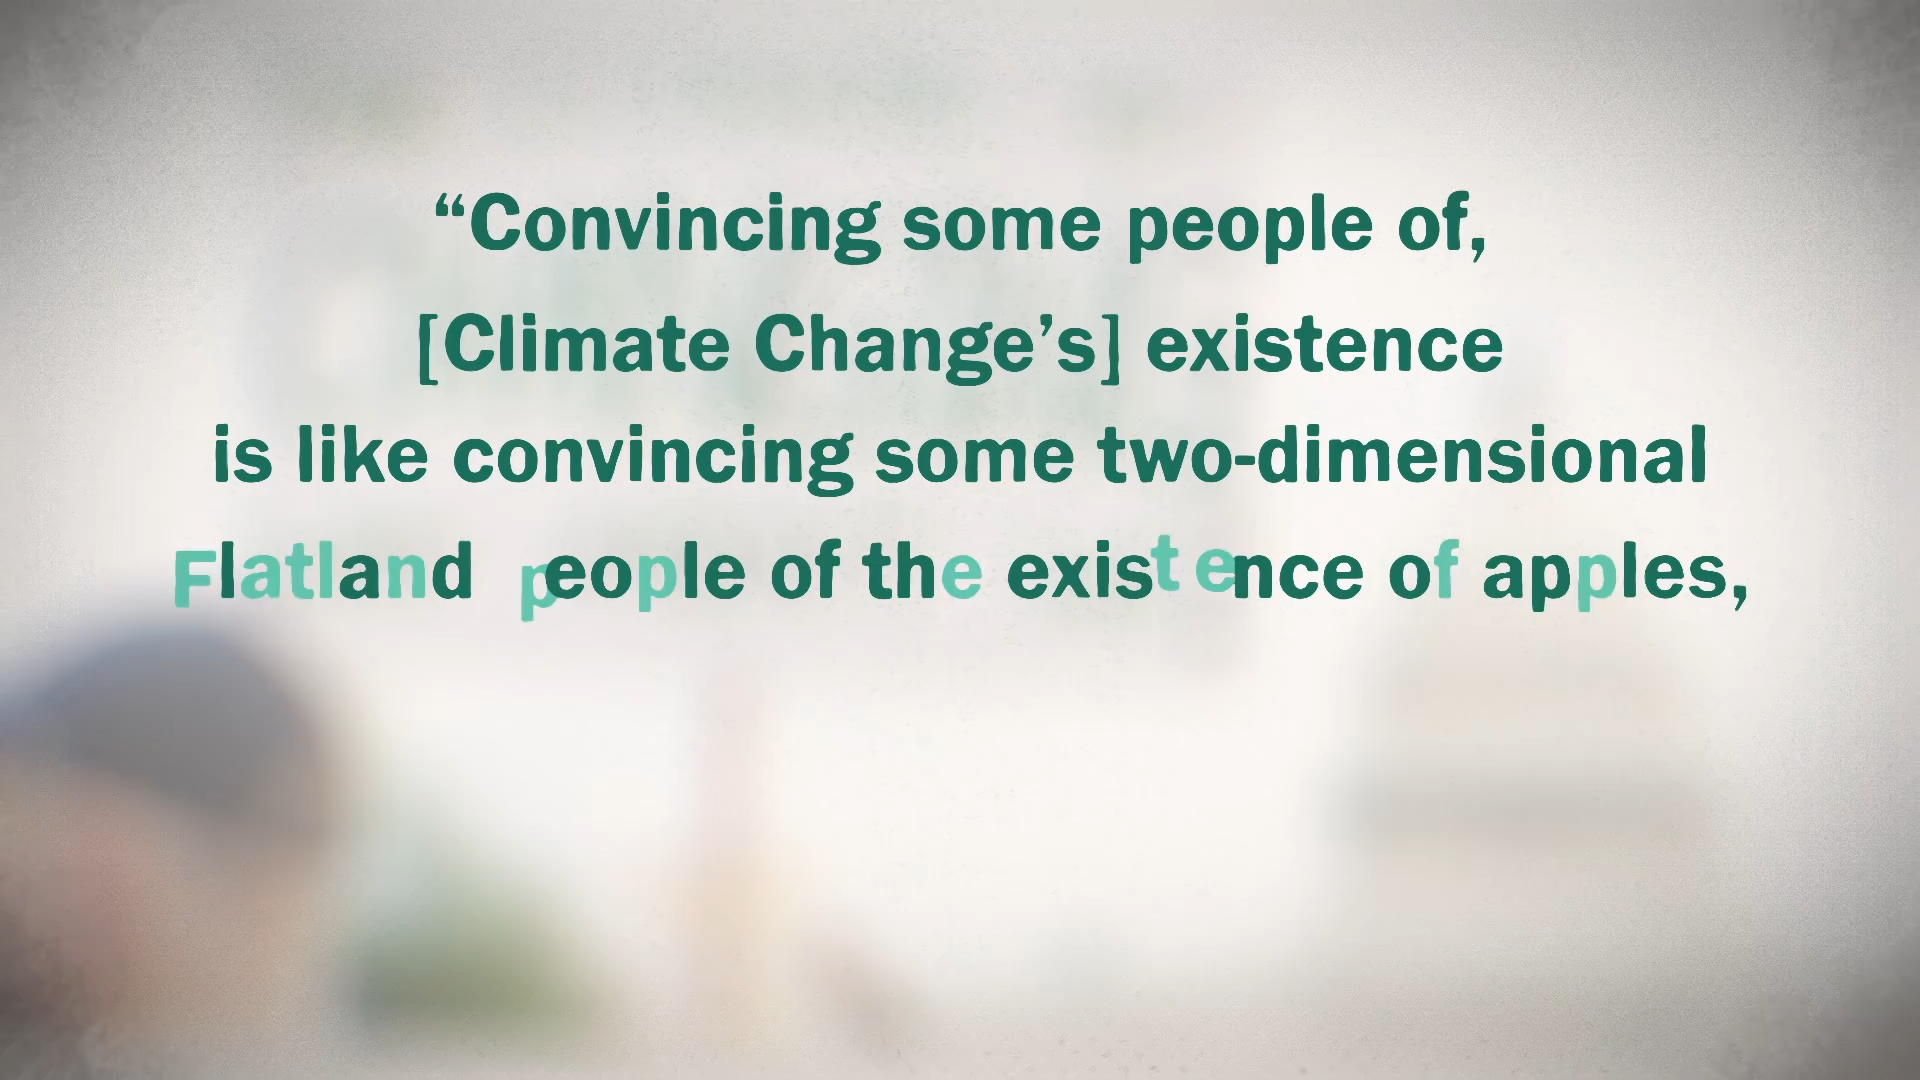 “Convincing some people of,
[Climate Change’s] existence
is like convincing some two-dimensional
Flatland people of the existence of apples,